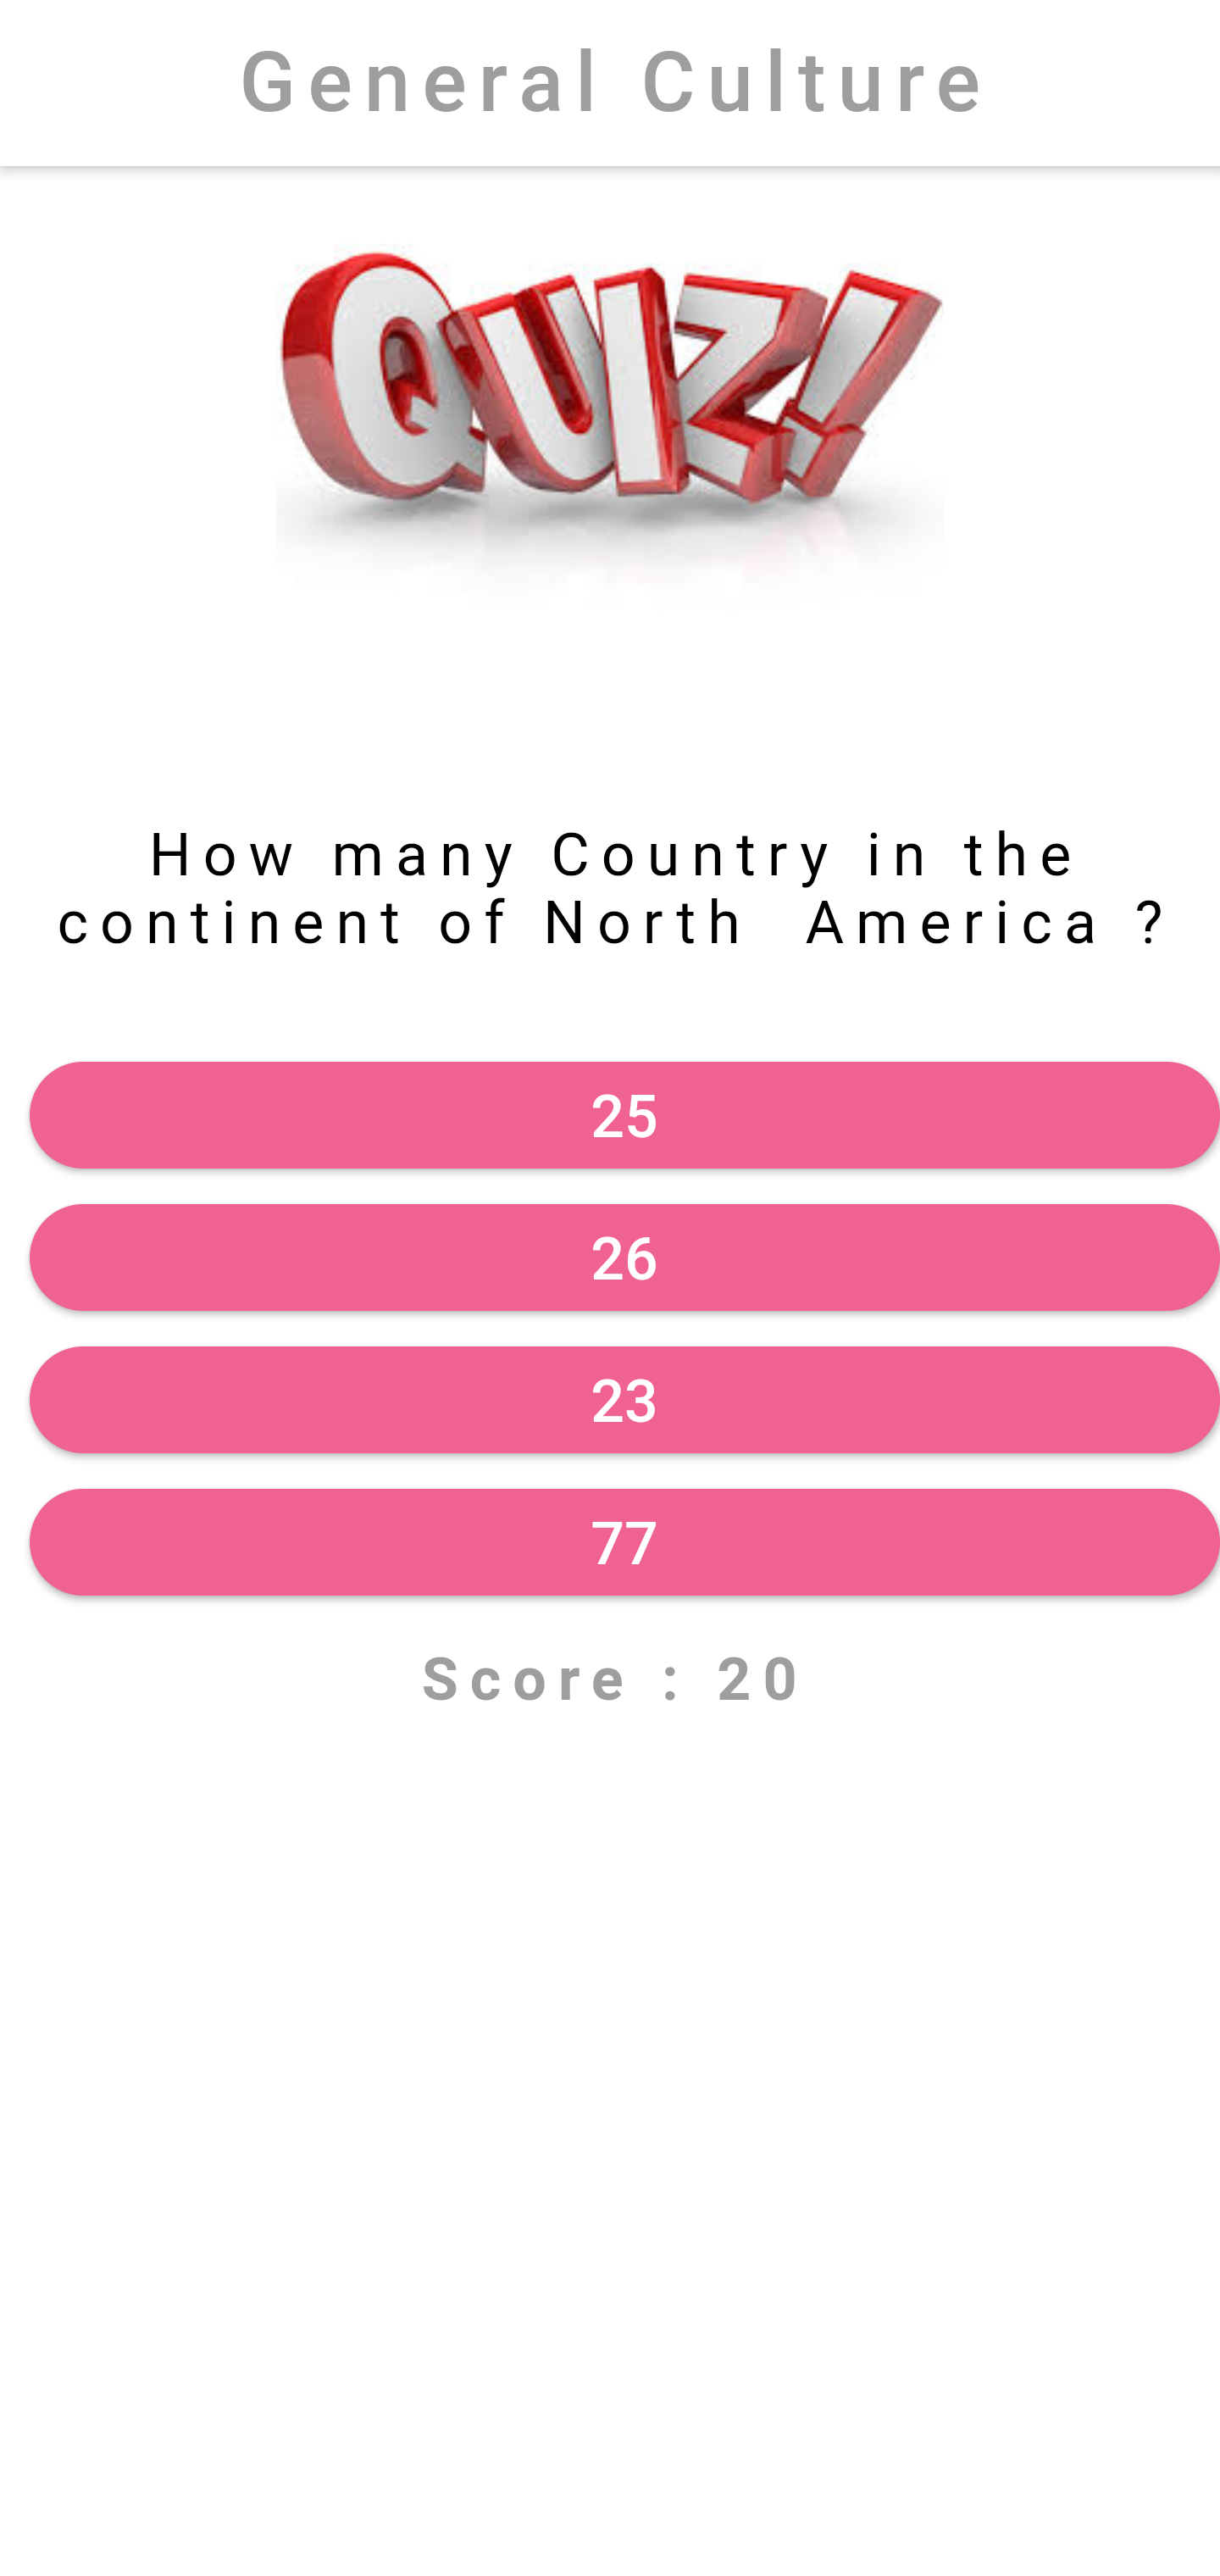 General Culture
QUIZ!
How many Country in the
continent of North  America ?
25
26
23
77
Score : 20